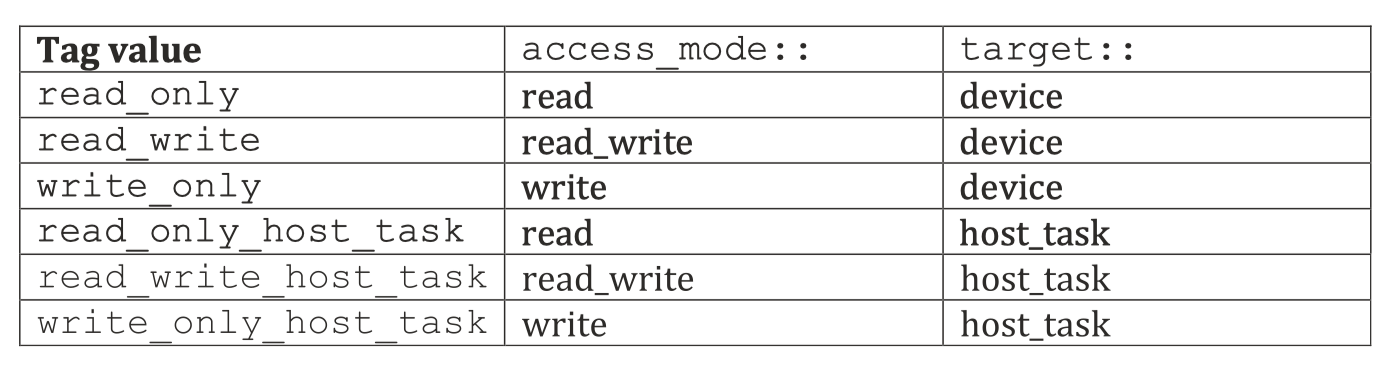 Tag value access_mode:: target::
read_only read device
read_write read_write device
write_only write device
read_only_host_task read host_task
read_write_host_task read_write host_task
write_only_host_task write host_task